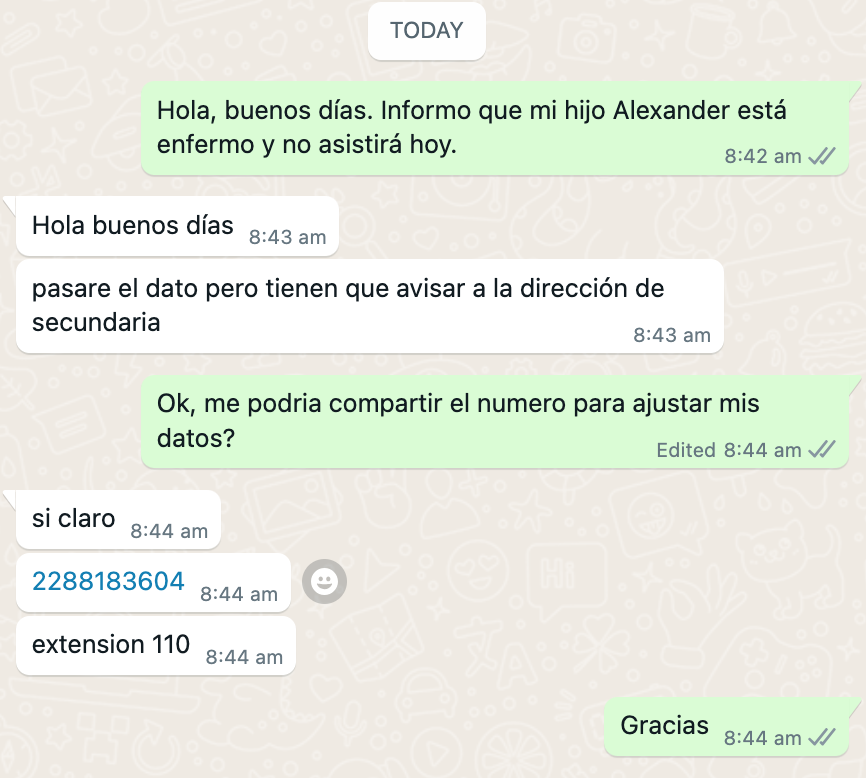 TODAY
Hola, buenos días. Informo que mi hijo Alexander está
enfermo y no asistirá hoy.
8:42 am
Hola buenos días
8:43 am
pasare el dato pero tienen que avisar a la dirección de
secundaria
8:43 am
Ok, me podria compartir el numero para ajustar mis
datos?
Edited 8:44 am
si claro
8:44 am
2288183604
8:44 am
extension 110
8:44 am
Gracias
8:44 am